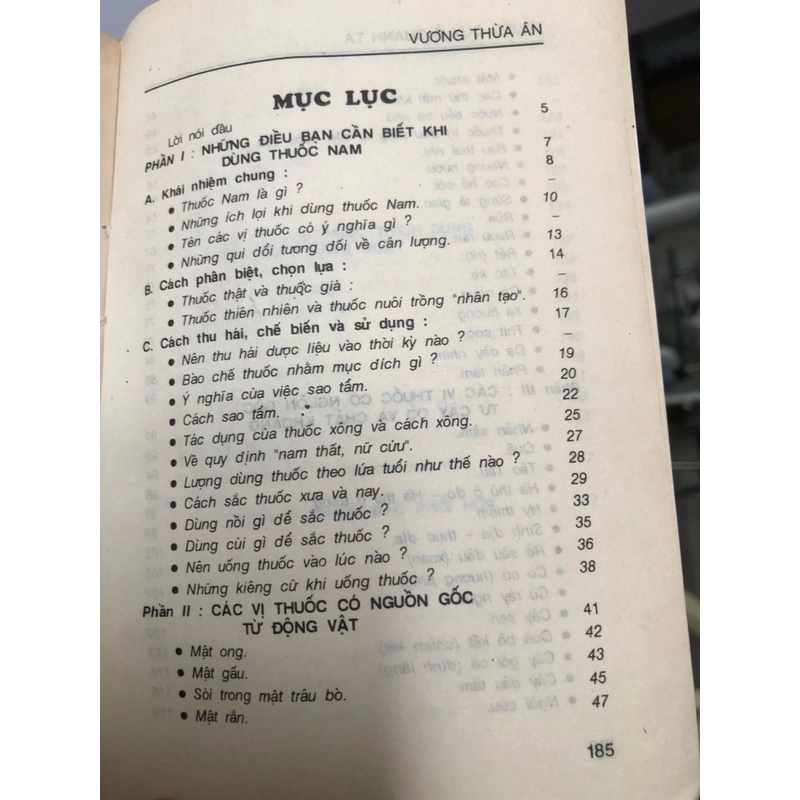 VƯƠNG THỪA ÂN
MỤC LỤC
Lời nói đầu 5
PHẦN I : NHỮNG ĐIỀU BẠN CẦN BIẾT KHI
DÙNG THUỐC NAM 7
A. Khái niệm chung : 8
• Thuốc Nam là gì ? –
• Những ích lợi khi dùng thuốc Nam. 10
• Tên các vị thuốc có ý nghĩa gì ? –
• Những qui đổi tương đối về cân lượng. 13
B. Cách phân biệt, chọn lựa : 14
• Thuốc thật và thuốc giả : –
• Thuốc thiên nhiên và thuốc nuôi trồng "nhân tạo". 16
C. Cách thu hái, chế biến và sử dụng : 17
• Nên thu hái dược liệu vào thời kỳ nào ? –
• Bào chế thuốc nhằm mục đích gì ? 19
• Ý nghĩa của việc sao tẩm. 20
• Cách sao tẩm. 22
• Tác dụng của thuốc xông và cách xông. 25
• Về quy định "nam thất, nữ cửu". 27
• Lượng dùng thuốc theo lứa tuổi như thế nào ? 28
• Cách sắc thuốc xưa và nay. 29
• Dùng nồi gì để sắc thuốc ? 33
• Dùng củi gì để sắc thuốc ? 35
• Nên uống thuốc vào lúc nào ? 36
• Những kiêng cữ khi uống thuốc ? 38
Phần II : CÁC VỊ THUỐC CÓ NGUỒN GỐC
TỪ ĐỘNG VẬT 41
• Mật ong. 42
• Mật gấu. 43
• Sỏi trong mật trâu bò. 45
• Mật rắn. 47
185